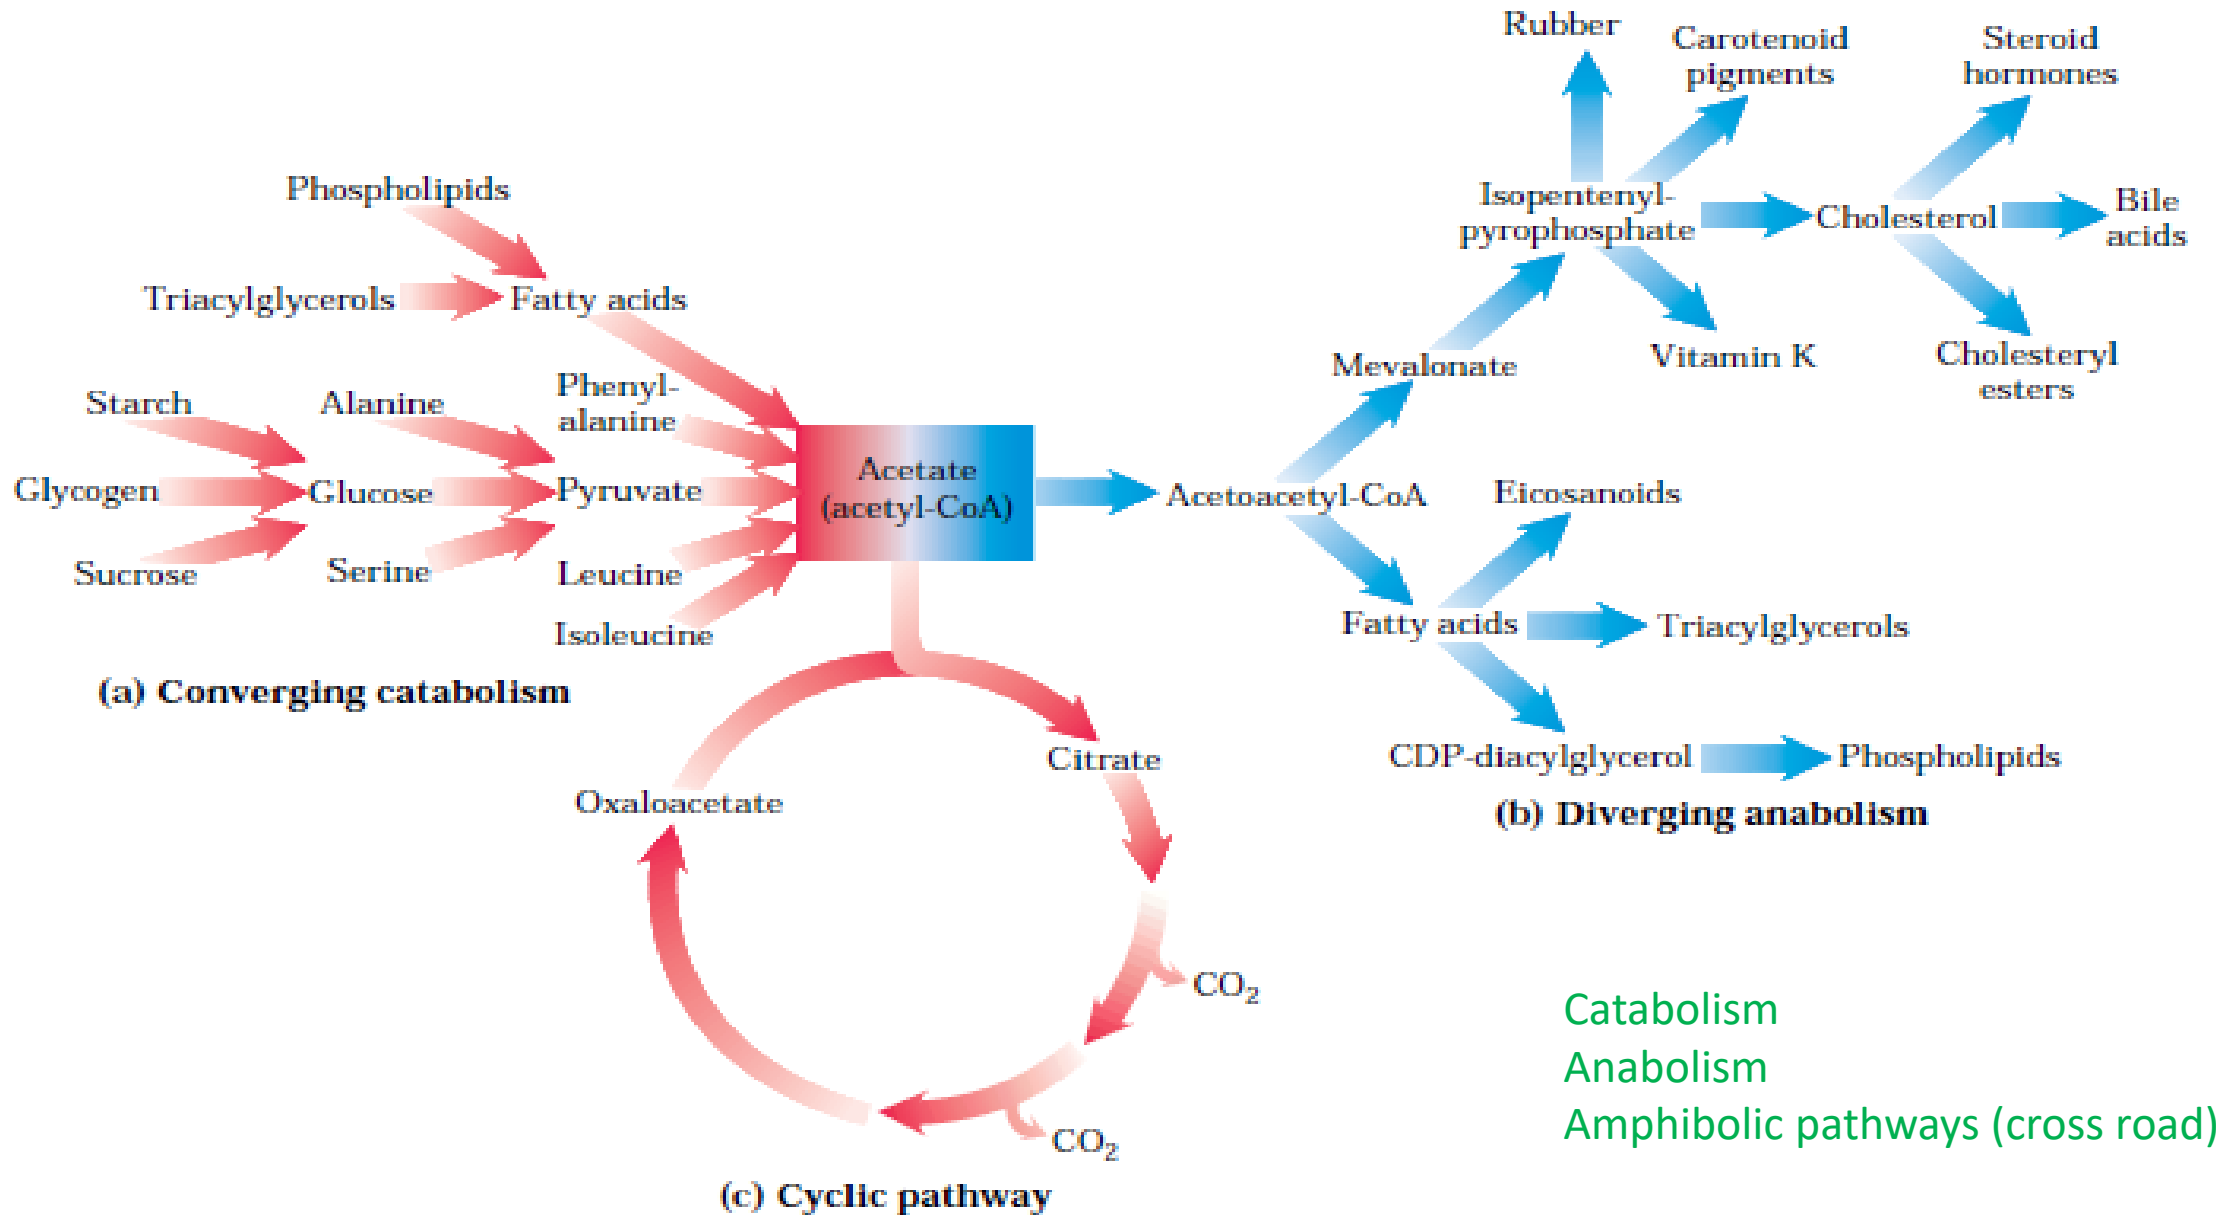 Phospholipids
Triacylglycerols
Fatty acids
Starch
Alanine
Phenyl-
alanine
Glycogen
Glucose
Pyruvate
Sucrose
Serine
Leucine
Isoleucine
(a) Converging catabolism
Acetate
(acetyl-CoA)
Acetoacetyl-CoA
Mevalonate
Isopentenyl-
pyrophosphate
Rubber
Carotenoid
pigments
Steroid
hormones
Cholesterol
Bile
acids
Vitamin K
Cholesteryl
esters
Eicosanoids
Fatty acids
Triacylglycerols
CDP-diacylglycerol
Phospholipids
(b) Diverging anabolism
Citrate
Oxaloacetate
CO₂
CO₂
(c) Cyclic pathway
Catabolism
Anabolism
Amphibolic pathways (cross road)